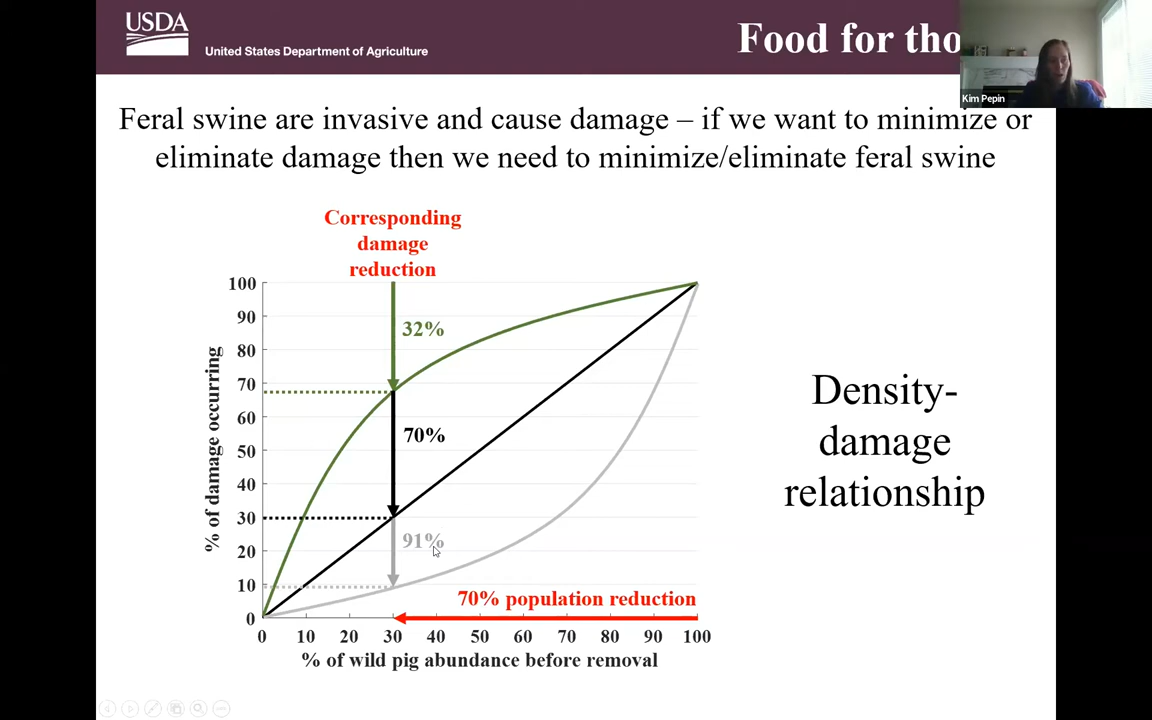 USDA
United States Department of Agriculture
Food for tho
Kim Pepin
Feral swine are invasive and cause damage – if we want to minimize or
eliminate damage then we need to minimize/eliminate feral swine
Corresponding
damage
reduction
% of damage occurring
100
90
80
70
60
50
40
30
20
10
0
32%
70%
91%
70% population reduction
0 10 20 30 40 50 60 70 80 90 100
% of wild pig abundance before removal
Density-
damage
relationship